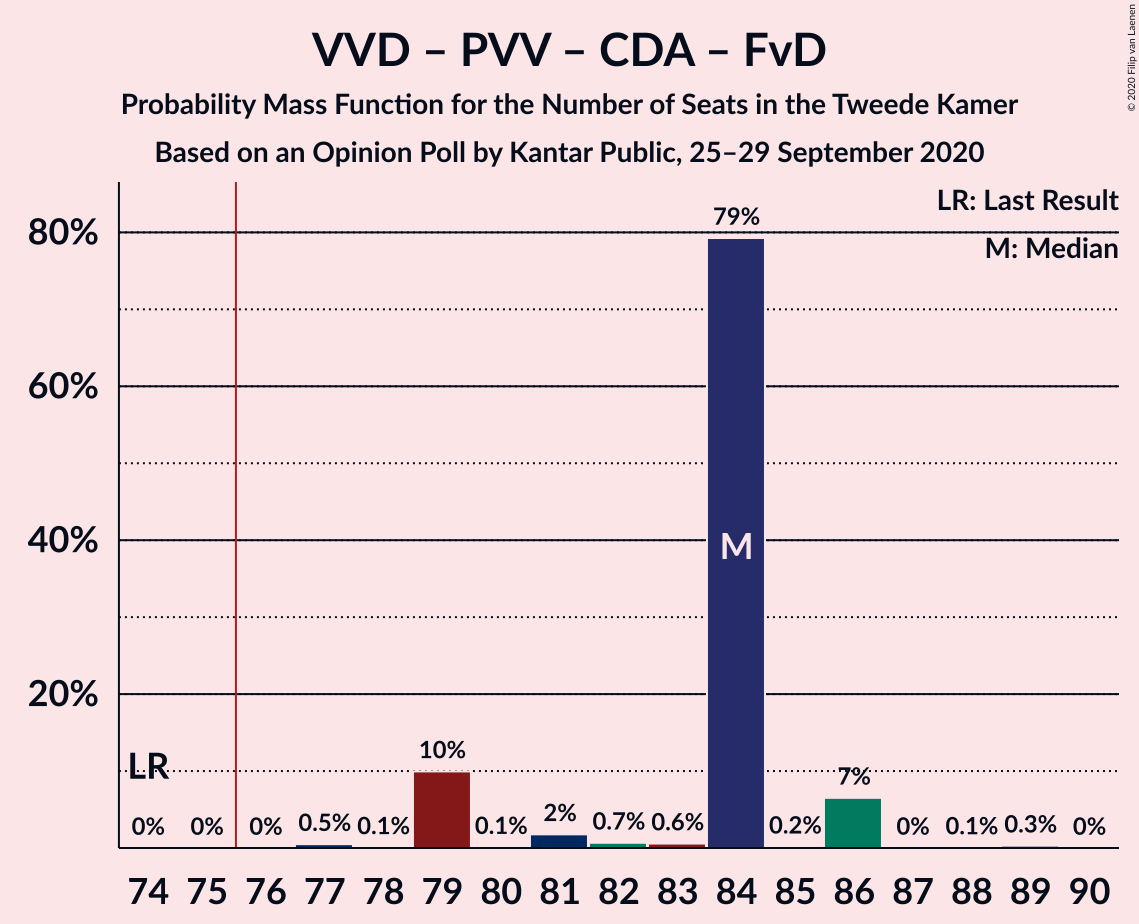 VVD – PVV – CDA – FvD
Probability Mass Function for the Number of Seats in the Tweede Kamer
Based on an Opinion Poll by Kantar Public, 25–29 September 2020
© 2020 Filip van Laenen
LR: Last Result
M: Median
80%
60%
40%
20%
LR
M
0% 0% 0% 0.5% 0.1% 10% 0.1% 2% 0.7% 0.6% 79% 0.2% 7% 0% 0.1% 0.3% 0%
74 75 76 77 78 79 80 81 82 83 84 85 86 87 88 89 90